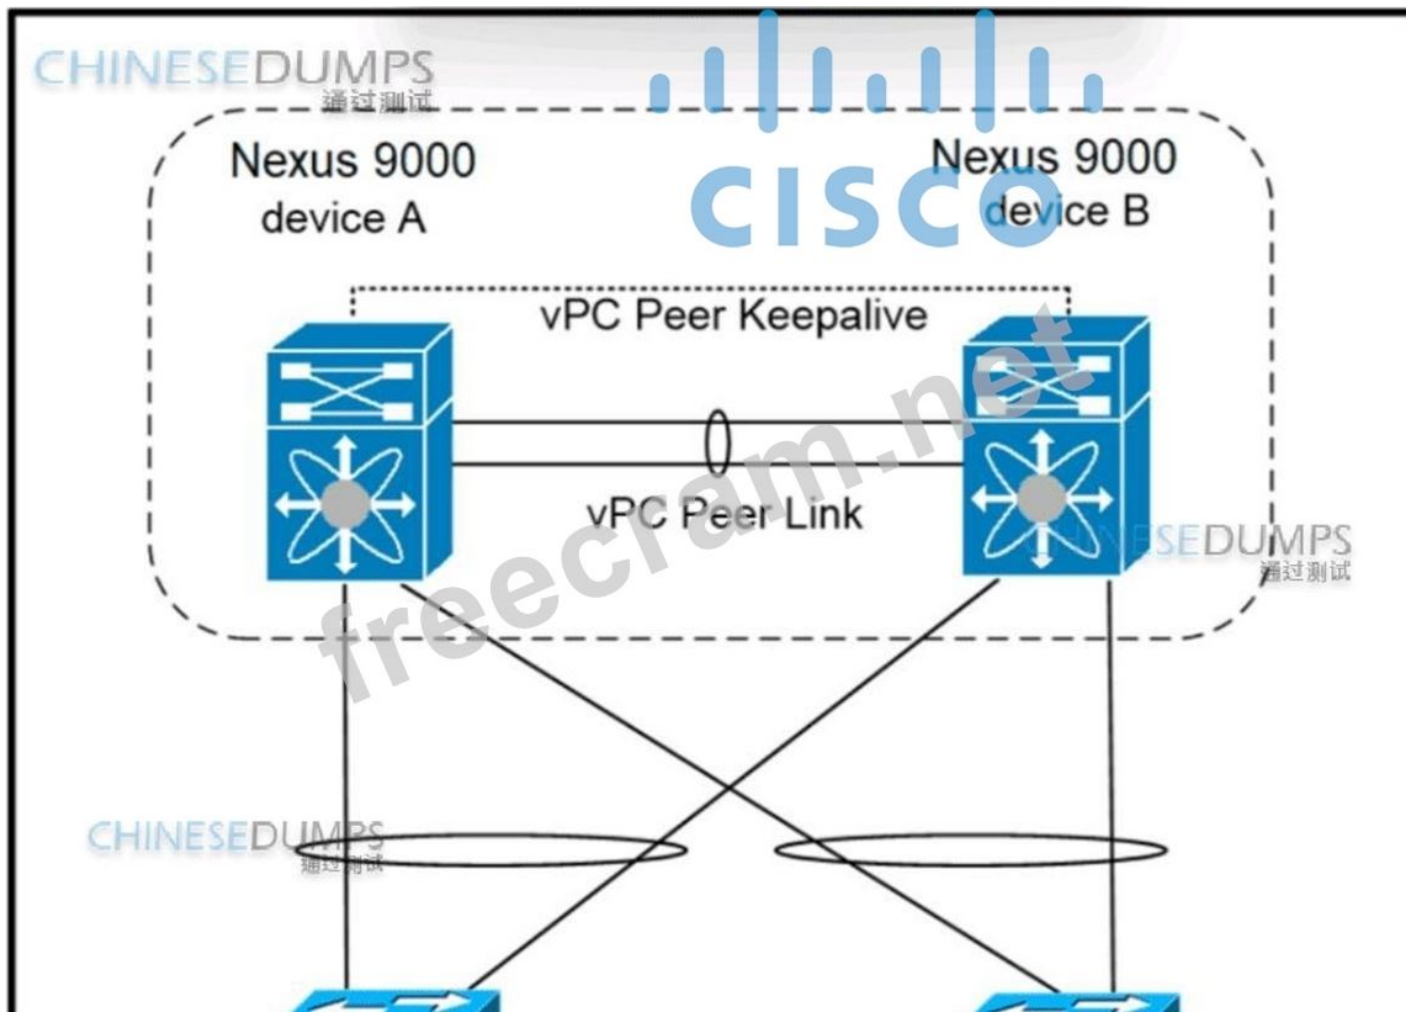 CHINESEDUMPS
通过测试
CISCO
Nexus 9000
device A
Nexus 9000
device B
vPC Peer Keepalive
vPC Peer Link
freecram.net
CHINESEDUMPS
通过测试
CHINESEDUMPS
通过测试